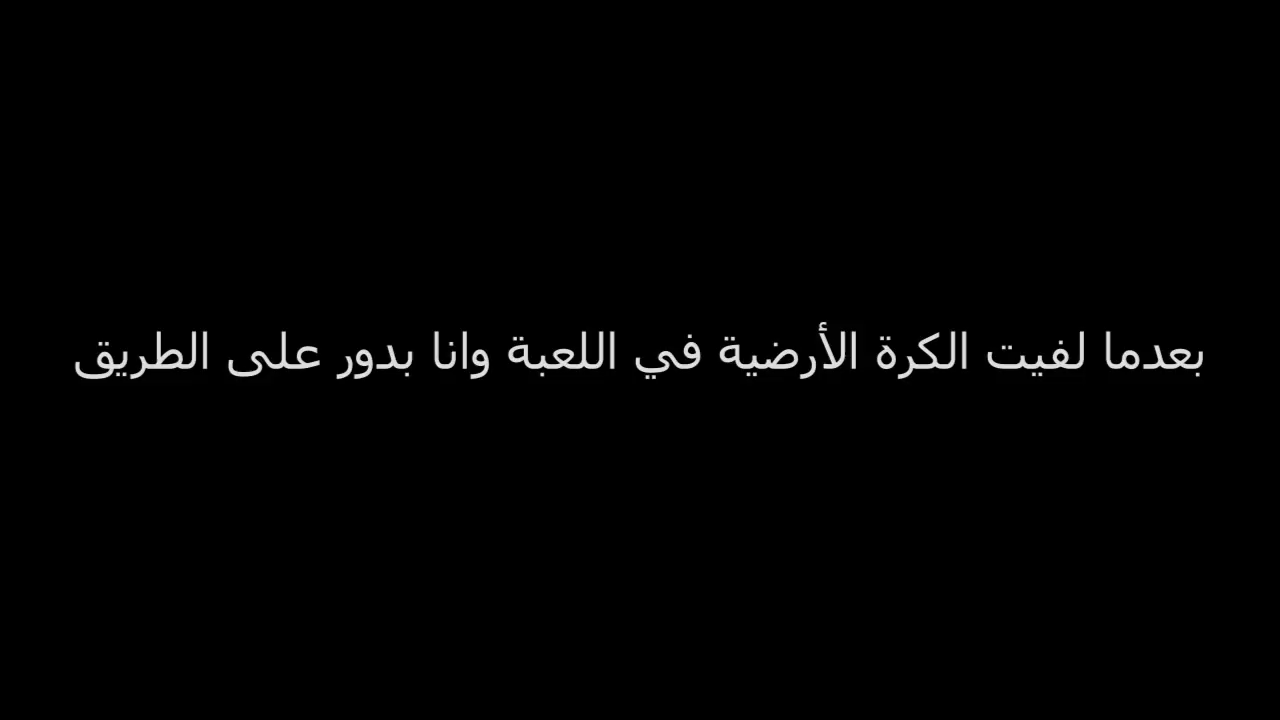 بعدما لفيت الكرة الأرضية في اللعبة وانا بدور على الطريق